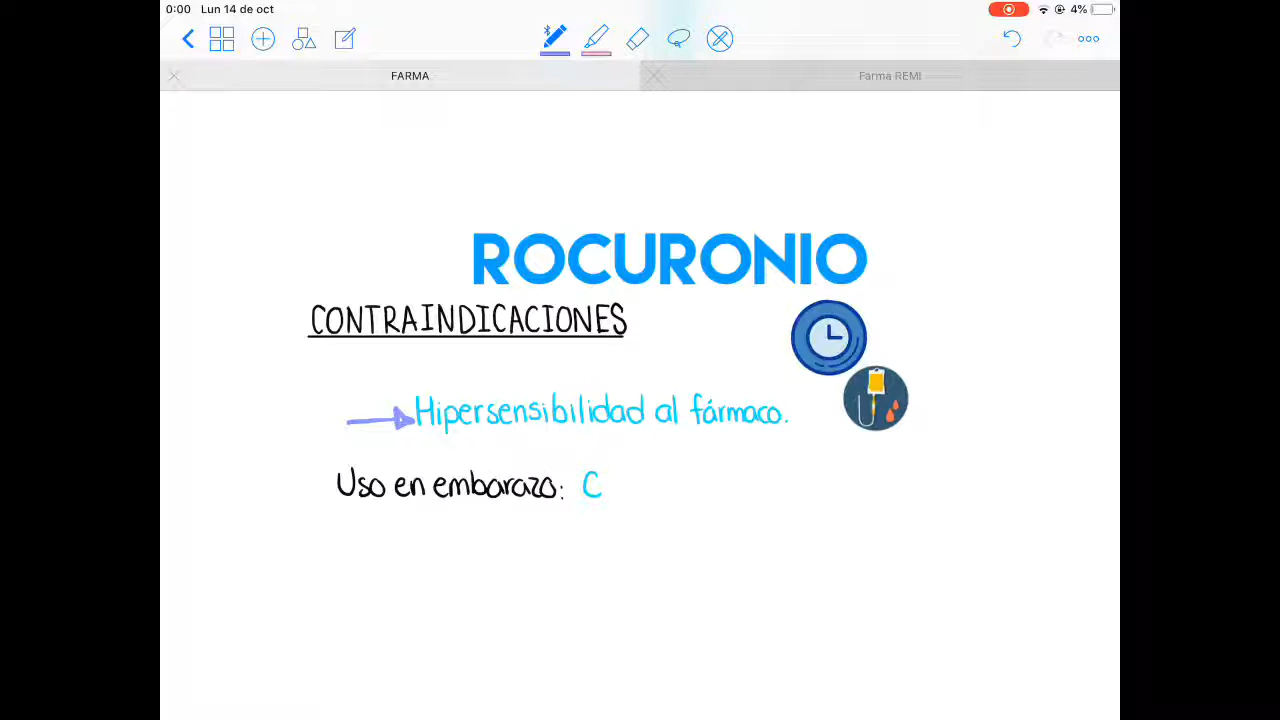 0:00 Lun 14 de oct 4%
FARMA
Farma REMI
ROCURONIO
CONTRAINDICACIONES
Hipersensibilidad al fármaco.
Uso en embarazo: C